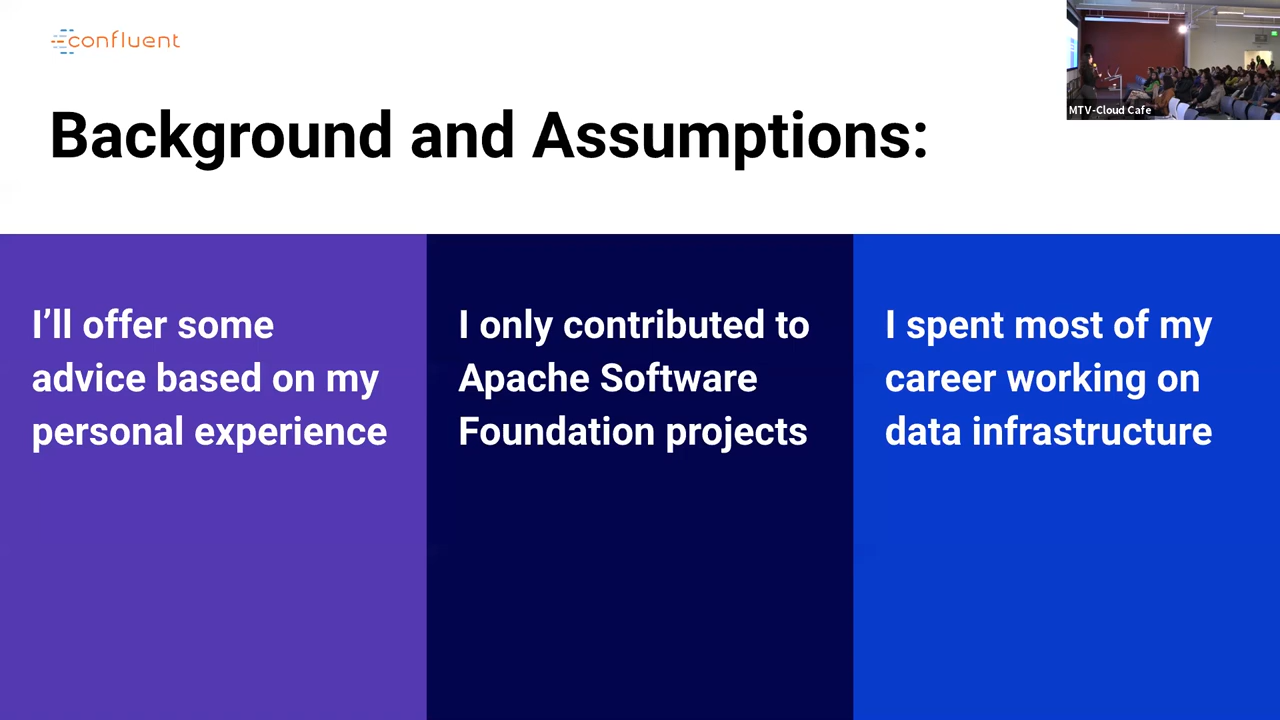 confluent
MTV-Cloud Cafe
Background and Assumptions:
I’ll offer some
advice based on my
personal experience
I only contributed to
Apache Software
Foundation projects
I spent most of my
career working on
data infrastructure